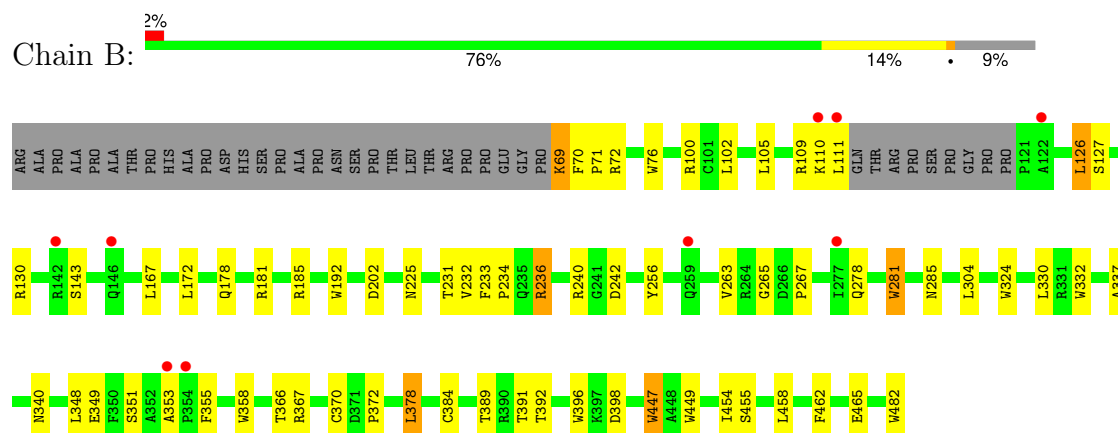 2%
Chain B:
76% 14% • 9%
ARG ALA PRO ALA PRO ALA THR PRO HIS ALA PRO ASP HIS SER PRO ALA PRO ASN SER PRO THR LEU THR ARG PRO PRO GLU GLY PRO K69 F70 P71 R72 W76 R100 C101 L102 L105 R109 K110 L111 GLN THR ARG PRO SER PRO GLY PRO PRO P121 A122 L126 S127
R130 R142 S143 Q146 L167 L172 Q178 R181 R185 W192 D202 N225 T231 V232 F233 P234 Q235 R236 R240 G241 D242 Y256 Q259 V263 R264 G265 D266 P267 I277 Q278 W281 N285 L304 W324 L330 R331 W332 A337
N340 L348 E349 F350 S351 A352 A353 P354 F355 W358 T366 R367 C370 D371 P372 L378 C384 T389 R390 T391 T392 W396 K397 D398 W447 A448 W449 I454 S455 L458 F462 E465 W482